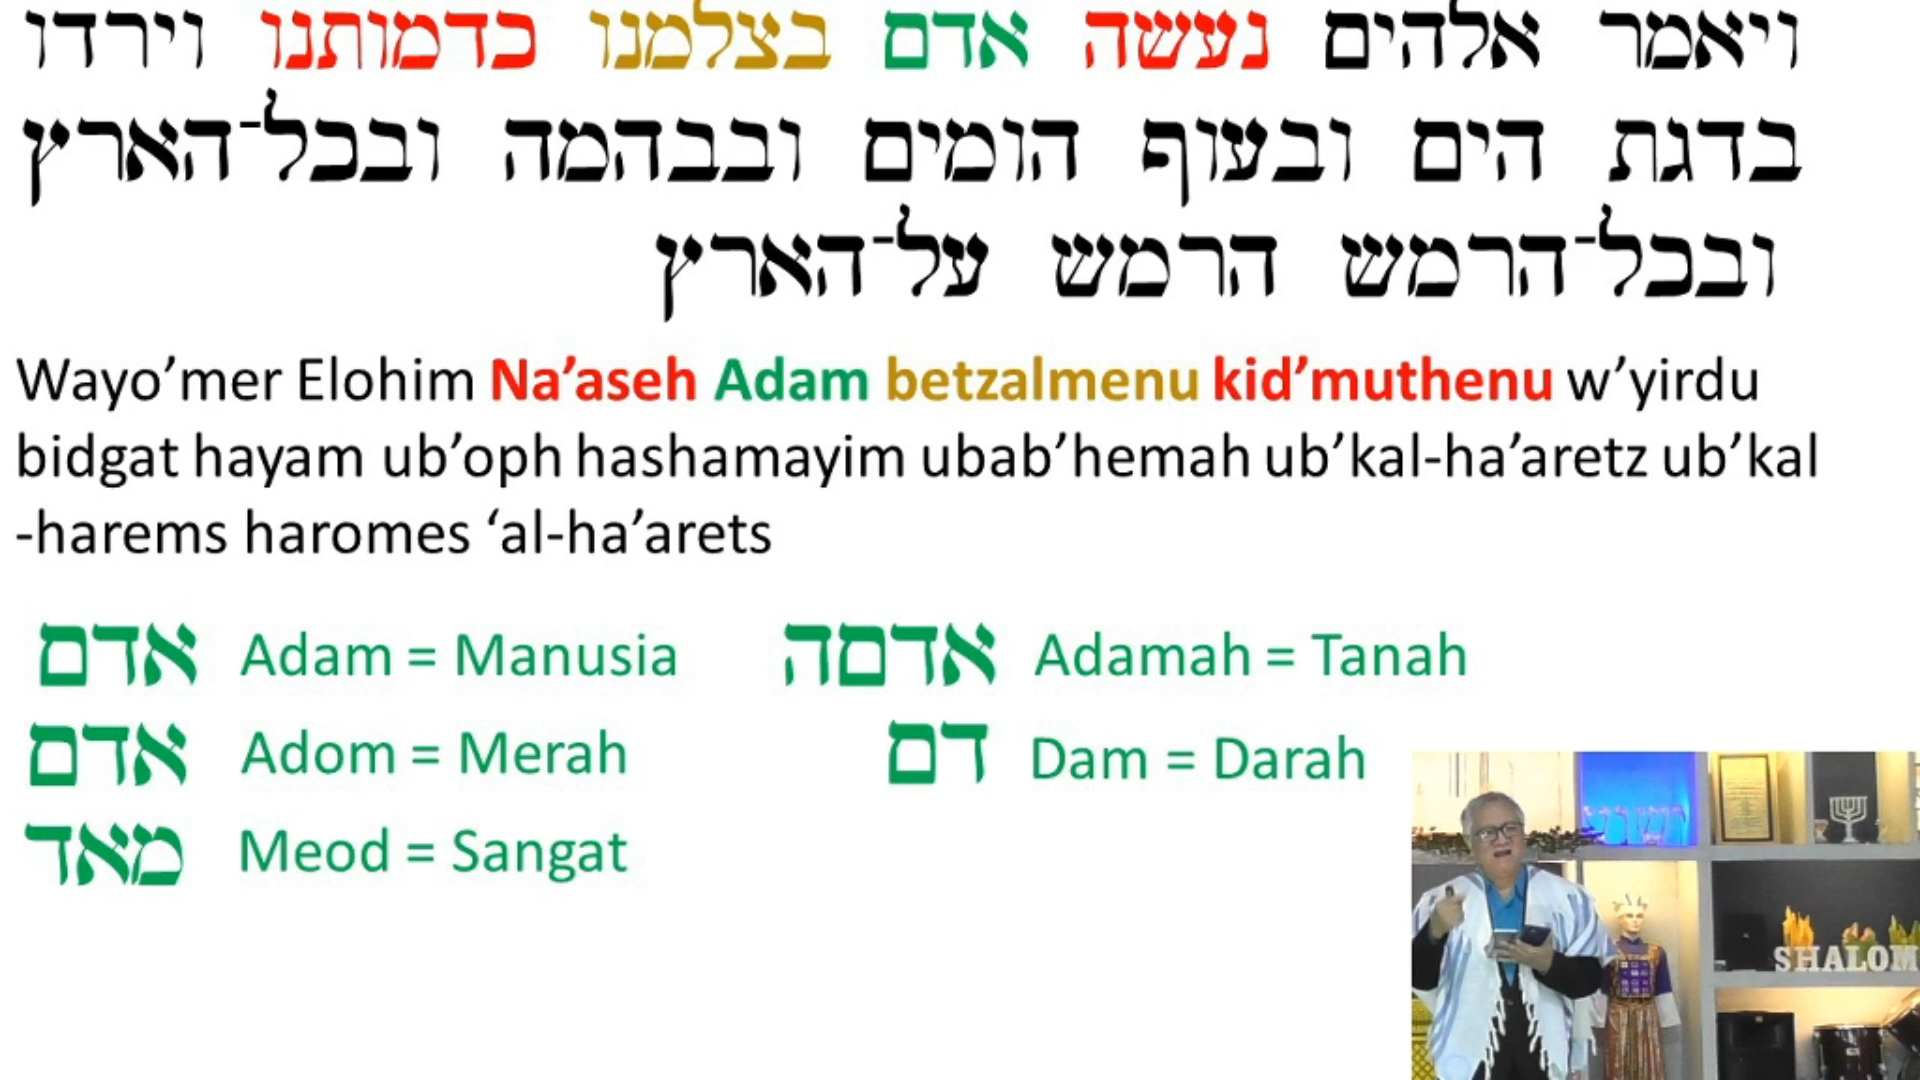 ויאמר אלהים נעשה אדם בצלמנו כדמותנו וירדו
בדגת הים ובעוף הומים ובבהמה ובכל־הארץ
ובכל־הרמש הרמש על־הארץ
Wayo’mer Elohim Na’aseh Adam betzalmenu kid’muthenu w’yirdu
bidgat hayam ub’oph hashamayim ubab’hemah ub’kal-ha’aretz ub’kal
-harems haromes ‘al-ha’arets
אדם Adam = Manusia
אדםה Adamah = Tanah
אדם Adom = Merah
דם Dam = Darah
מאד Meod = Sangat
SHALOM